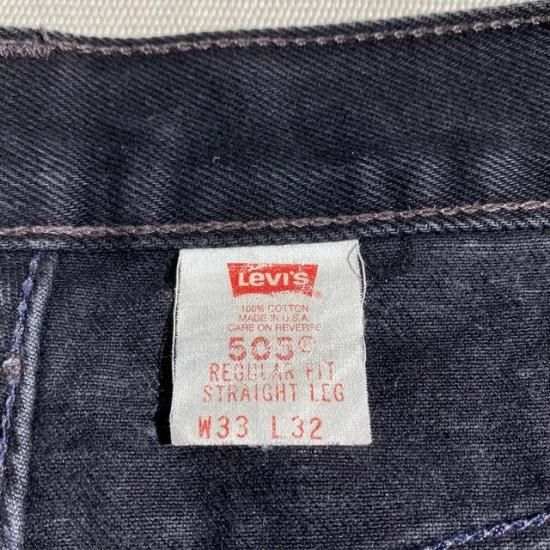 Levi's ®
100% COTTON
MADE IN U.S.A
CARE ON REVERSE
505©
REGULAR FIT
STRAIGHT LEG
W33 L32